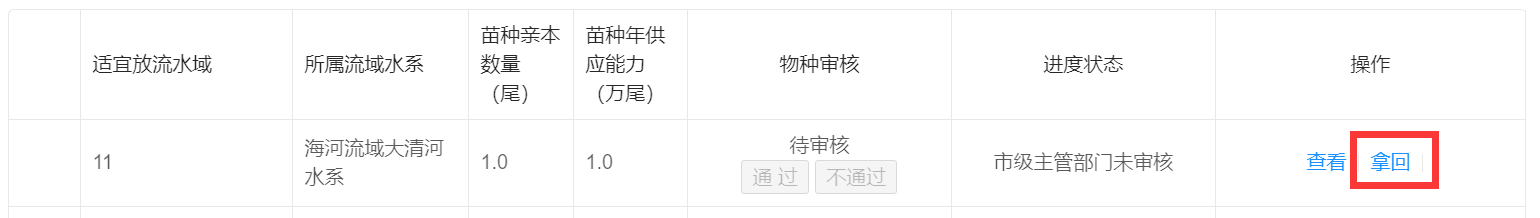 适宜放流水域
所属流域水系
苗种亲本
数量
（尾）
苗种年供
应能力
（万尾）
物种审核
进度状态
操作
11
海河流域大清河
水系
1.0
1.0
待审核
通 过 不通过
市级主管部门未审核
查看 拿回